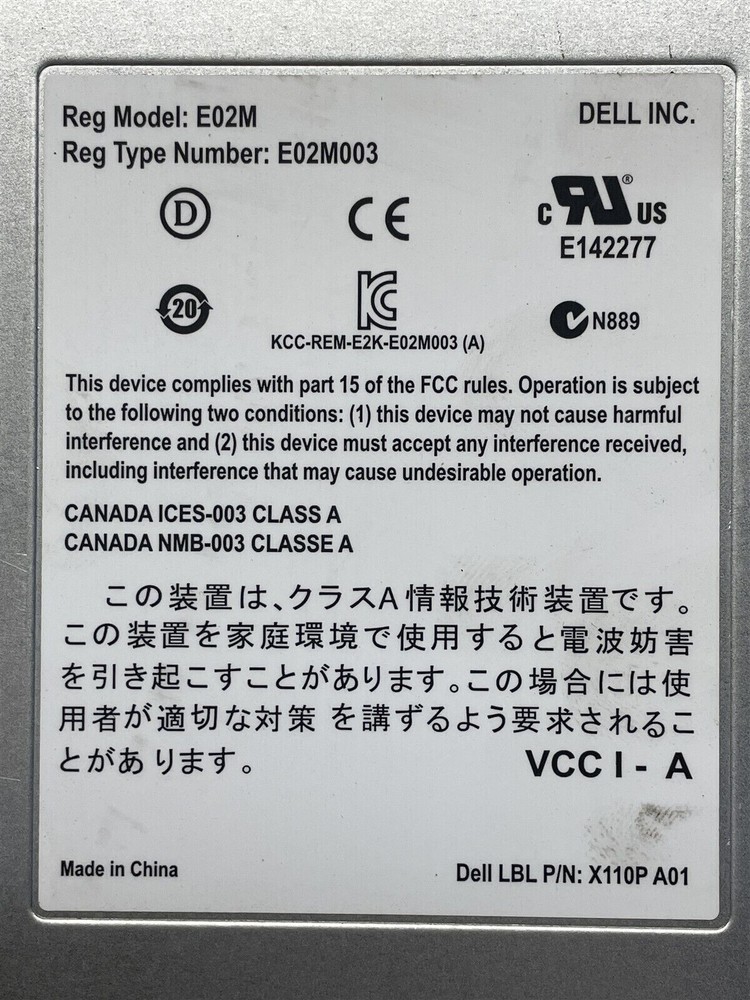 Reg Model: E02M
DELL INC.
Reg Type Number: E02M003
D
CE
C RU® US
E142277
20
KC
N889
KCC-REM-E2K-E02M003 (A)
This device complies with part 15 of the FCC rules. Operation is subject
to the following two conditions: (1) this device may not cause harmful
interference and (2) this device must accept any interference received,
including interference that may cause undesirable operation.
CANADA ICES-003 CLASS A
CANADA NMB-003 CLASSE A
この装置は、クラスA情報技術装置です。
この装置を家庭環境で使用すると電波妨害
を引き起こすことがあります。この場合には使
用者が適切な対策 を講ずるよう要求されるこ
とがあります。
VCCI - A
Made in China
Dell LBL P/N: X110P A01